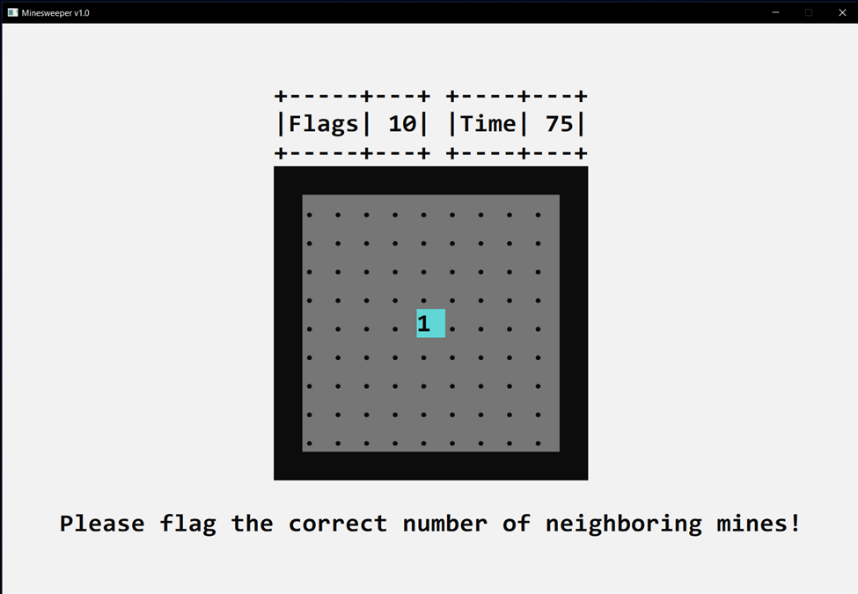 Minesweeper v1.0
+-----+---+ +----+---+
|Flags| 10| |Time| 75|
+-----+---+ +----+---+
. . . . . . . . .
. . . . . . . . .
. . . . . . . . .
. . . . . . . . .
. . . . 1 . . . .
. . . . . . . . .
. . . . . . . . .
. . . . . . . . .
. . . . . . . . .
Please flag the correct number of neighboring mines!